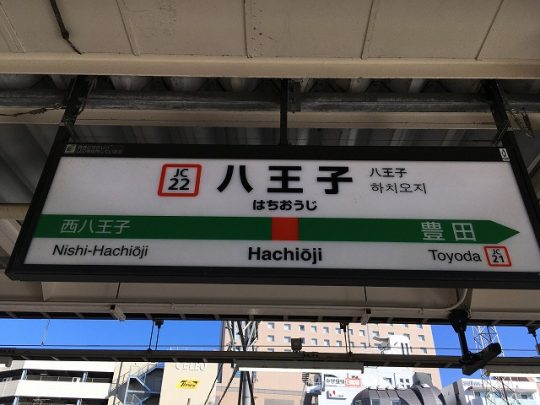 JC
22
八王子
はちおうじ
八王子
하치오지
西八王子
豊田
Nishi-Hachiōji
Hachiōji
Toyoda
JC
21